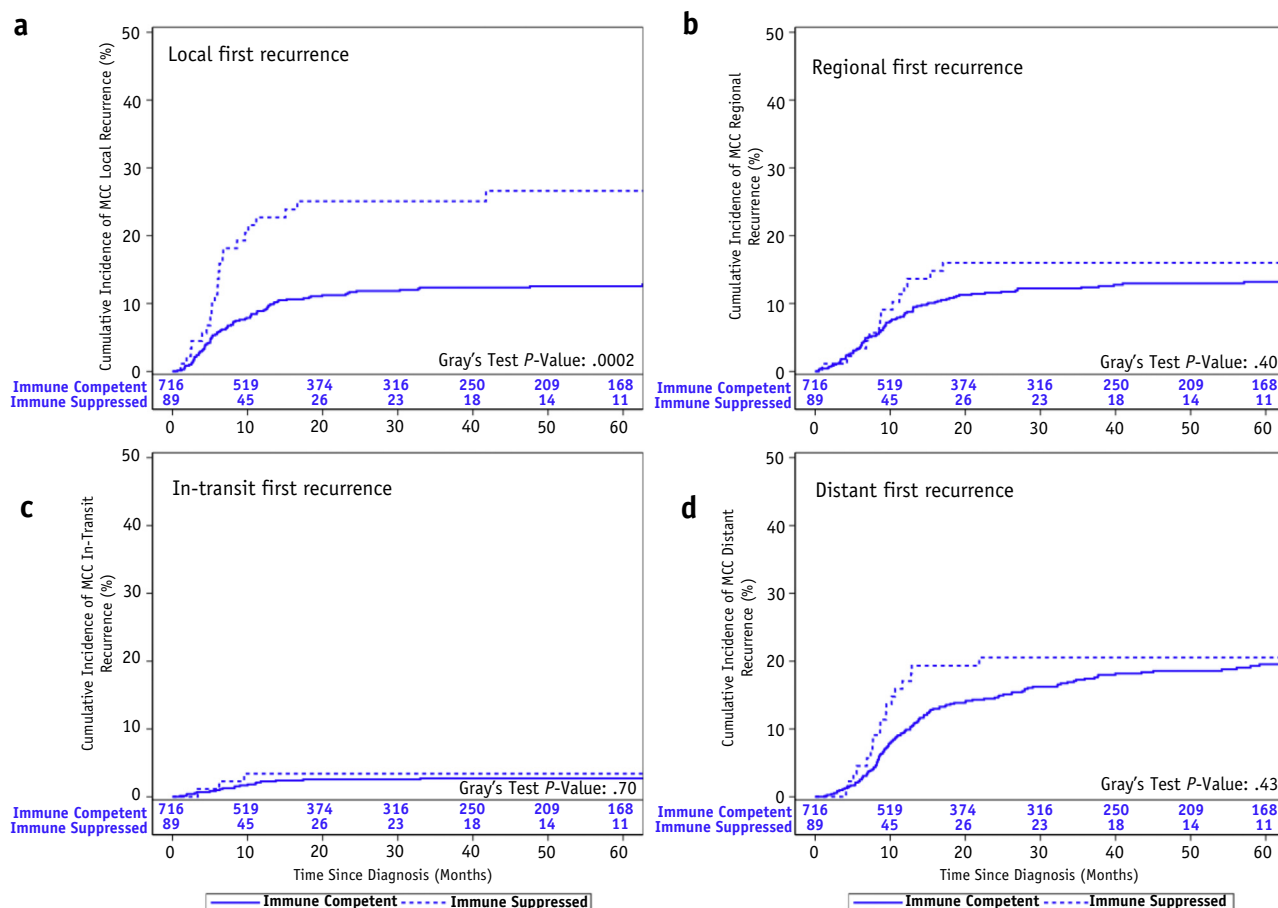 a
50
40
30
20
10
0
Cumulative Incidence of MCC Local Recurrence (%)
Local first recurrence
Gray's Test P-Value: .0002
Immune Competent 716 519 374 316 250 209 168
Immune Suppressed 89 45 26 23 18 14 11
0 10 20 30 40 50 60
b
50
40
30
20
10
0
Cumulative Incidence of MCC Regional
Recurrence (%)
Regional first recurrence
Gray's Test P-Value: .40
Immune Competent 716 519 374 316 250 209 168
Immune Suppressed 89 45 26 23 18 14 11
0 10 20 30 40 50 60
c
50
40
30
20
10
0
Cumulative Incidence of MCC In-Transit
Recurrence (%)
In-transit first recurrence
Gray's Test P-Value: .70
Immune Competent 716 519 374 316 250 209 168
Immune Suppressed 89 45 26 23 18 14 11
0 10 20 30 40 50 60
Time Since Diagnosis (Months)
Immune Competent Immune Suppressed
d
50
40
30
20
10
0
Cumulative Incidence of MCC Distant
Recurrence (%)
Distant first recurrence
Gray's Test P-Value: .43
Immune Competent 716 519 374 316 250 209 168
Immune Suppressed 89 45 26 23 18 14 11
0 10 20 30 40 50 60
Time Since Diagnosis (Months)
Immune Competent Immune Suppressed